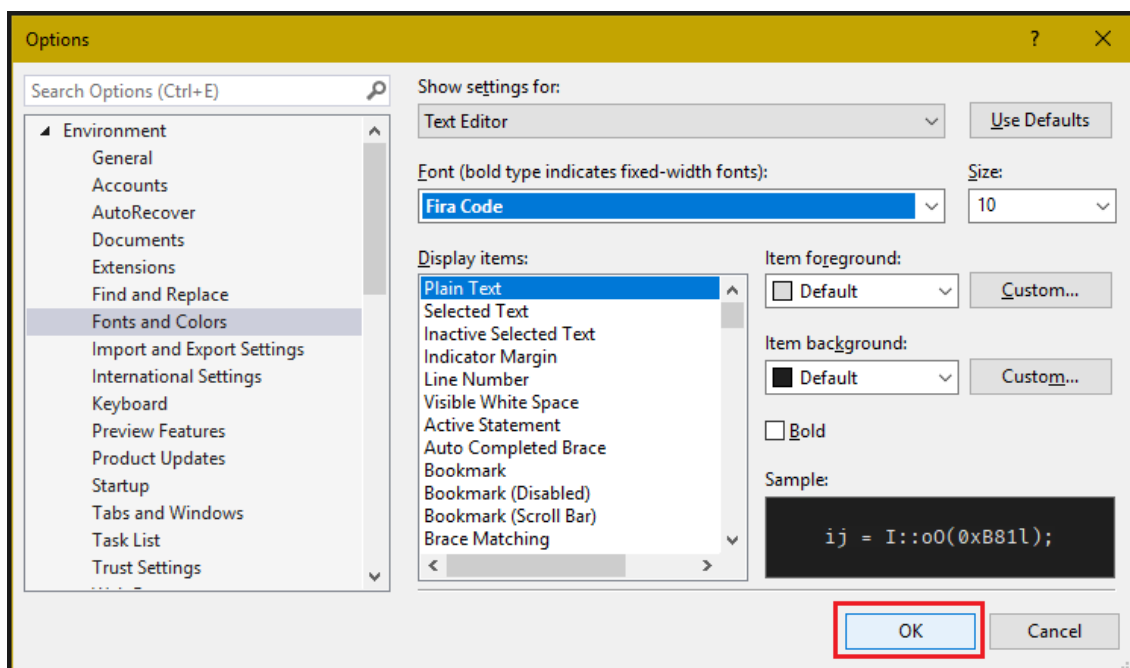 Options
?
Search Options (Ctrl+E)
Environment
General
Accounts
AutoRecover
Documents
Extensions
Find and Replace
Fonts and Colors
Import and Export Settings
International Settings
Keyboard
Preview Features
Product Updates
Startup
Tabs and Windows
Task List
Trust Settings
Show settings for:
Text Editor
Use Defaults
Font (bold type indicates fixed-width fonts):
Size:
Fira Code
10
Display items:
Plain Text
Selected Text
Inactive Selected Text
Indicator Margin
Line Number
Visible White Space
Active Statement
Auto Completed Brace
Bookmark
Bookmark (Disabled)
Bookmark (Scroll Bar)
Brace Matching
Item foreground:
Default
Custom...
Item background:
Default
Custom...
Bold
Sample:
ij = I::oO(0xB81l);
OK
Cancel